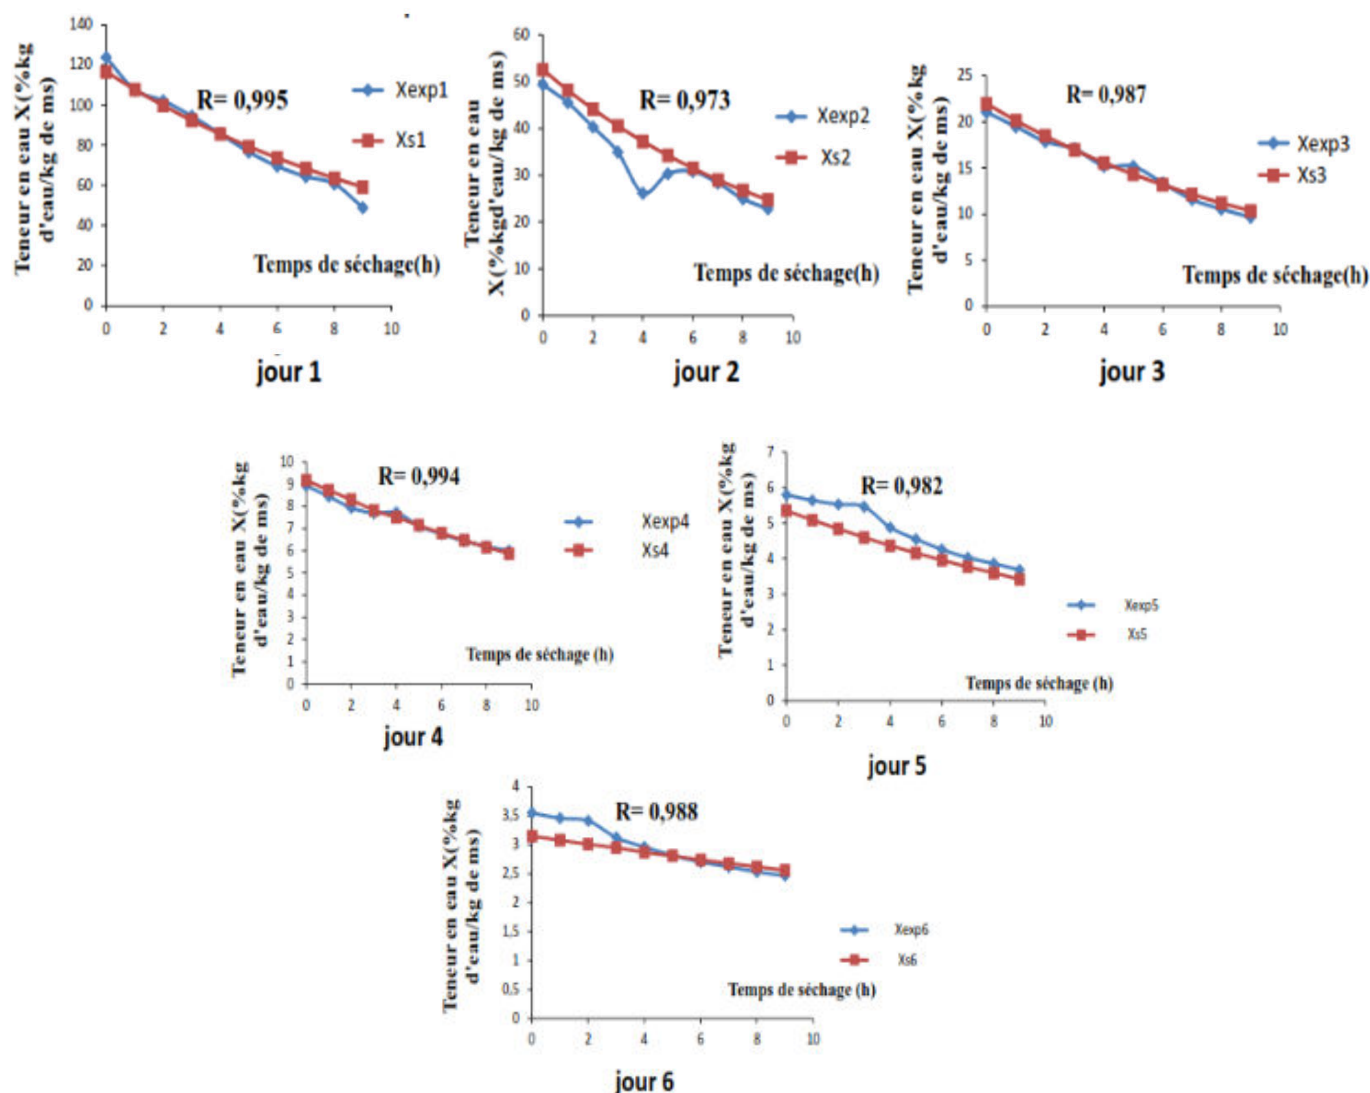 Teneur en eau X(%kg
d'eau/kg de ms)
140
120
100
80
60
40
20
0
R= 0,995
Xexp1
Xs1
Temps de séchage(h)
0 2 4 6 8 10
jour 1
Teneur en eau
X(%kgd'eau/kg de ms)
60
50
40
30
20
10
0
R= 0,973
Xexp2
Xs2
Temps de séchage(h)
0 2 4 6 8 10
jour 2
Teneur en eau X(%kg
d'eau/kg de ms)
25
20
15
10
5
0
R= 0,987
Xexp3
Xs3
Temps de séchage(h)
0 2 4 6 8 10
jour 3
Teneur en eau X(%kg
d'eau/kg de ms)
10
9
8
7
6
5
4
3
2
1
0
R= 0,994
Xexp4
Xs4
Temps de séchage (h)
0 2 4 6 8 10
jour 4
Teneur en eau X(%kg
d'eau/kg de ms)
7
6
5
4
3
2
1
0
R= 0,982
Xexp5
Xs5
Temps de séchage (h)
0 2 4 6 8 10
jour 5
Teneur en eau X(%kg
d'eau/kg de ms)
4
3,5
3
2,5
2
1,5
1
0,5
0
R= 0,988
Xexp6
Xs6
Temps de séchage (h)
0 2 4 6 8 10
jour 6